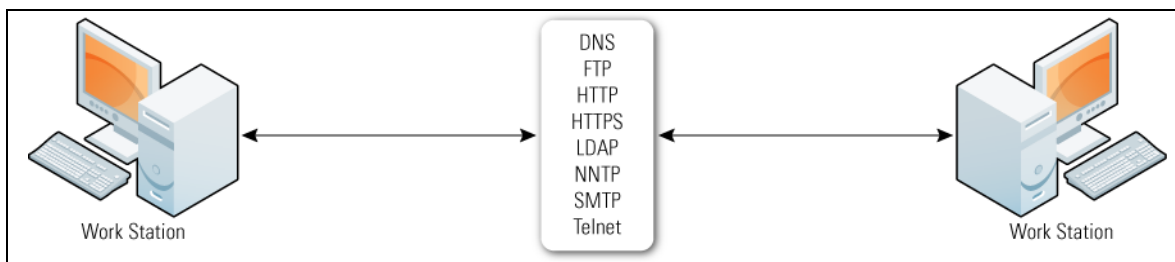 DNS
FTP
HTTP
HTTPS
LDAP
NNTP
SMTP
Telnet
Work Station
Work Station